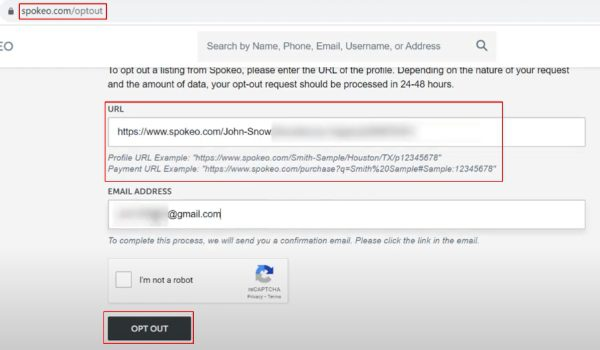 spokeo.com/optout
EO
Search by Name, Phone, Email, Username, or Address
To opt out a listing from Spokeo, please enter the URL of the profile. Depending on the nature of your request
and the amount of data, your opt-out request should be processed in 24-48 hours.
URL
https://www.spokeo.com/John-Snow
Profile URL Example: "https://www.spokeo.com/Smith-Sample/Houston/TX/p12345678"
Payment URL Example: "https://www.spokeo.com/purchase?q=Smith%20Sample#Sample:12345678"
EMAIL ADDRESS
@gmail.com
To complete this process, we will send you a confirmation email. Please click the link in the email.
I'm not a robot
reCAPTCHA
Privacy - Terms
OPT OUT